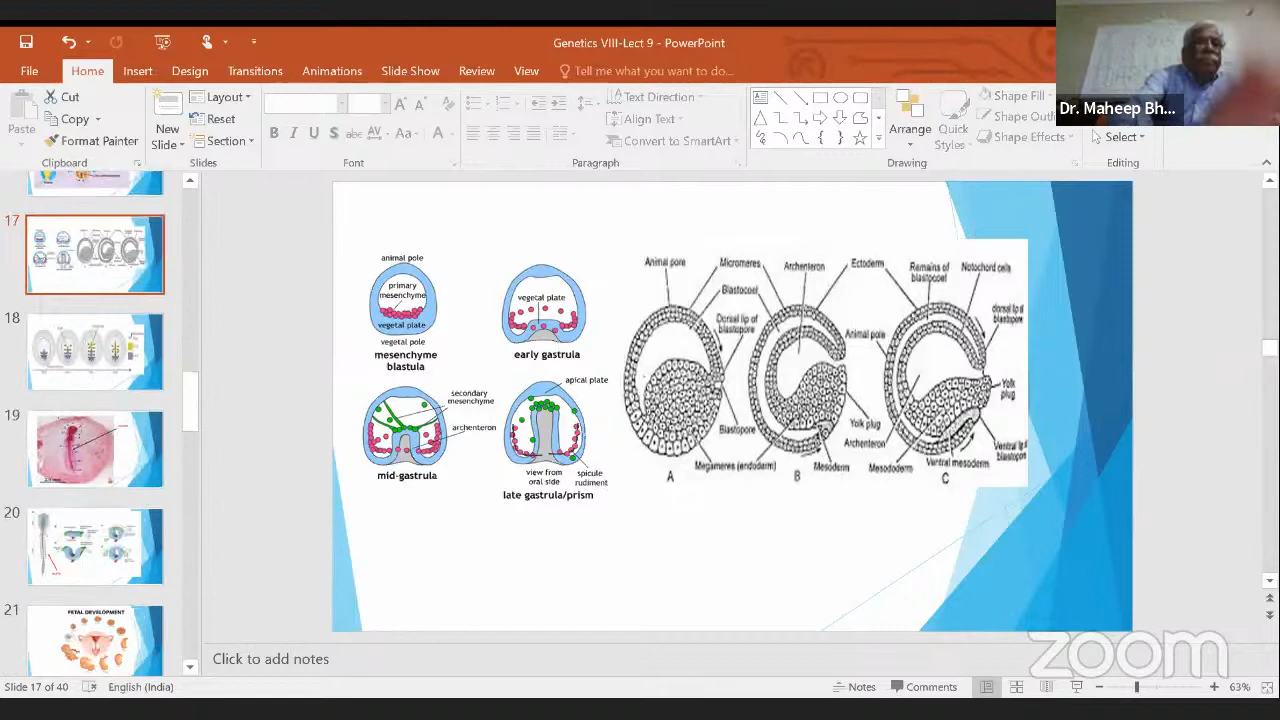 Genetics VIII-Lect 9 - PowerPoint
File Home Insert Design Transitions Animations Slide Show Review View Tell me what you want to do...
Paste
Cut
Copy
Format Painter
Clipboard
New
Slide
Layout
Reset
Section
Slides
B I U S abc AV Aa A
Font
Text Direction
Align Text
Convert to SmartArt
Paragraph
Arrange
Quick
Styles
Shape Fill
Shape Outl
Shape Effects
Drawing
Select
Editing
Dr. Maheep Bh...
17
18
19
20
21
FETAL DEVELOPMENT
animal pole
primary
mesenchyme
vegetal plate
vegetal pole
mesenchyme
blastula
vegetal plate
early gastrula
secondary
mesenchyme
archenteron
mid-gastrula
apical plate
view from
oral side
spicule
rudiment
late gastrula/prism
Animal pore
Micromeres
Archenteron
Ectoderm
Remains of
blastocoel
Notochord cells
Blastocoel
Dorsal lip of
blastopore
Animal pole
dorsal lip of
blastopore
Yolk
plug
Blastopore
Yolk plug
Archenteron
Megameres (endoderm)
Mesoderm
Mesododerm
Ventral mesoderm
Ventral lip
blastopore
A
B
C
Click to add notes
zoom
Slide 17 of 40 English (India) Notes Comments 63%